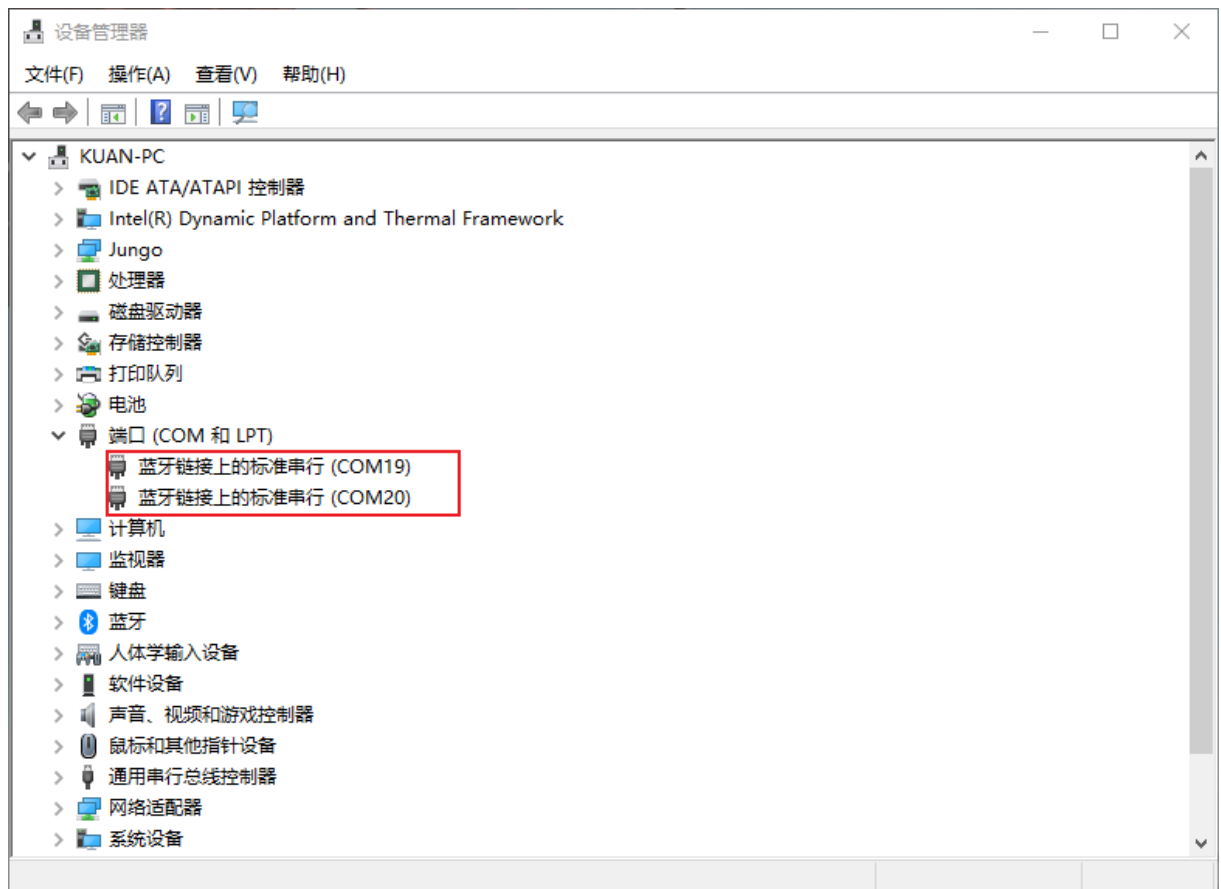 设备管理器
文件(F) 操作(A) 查看(V) 帮助(H)
KUAN-PC
IDE ATA/ATAPI 控制器
Intel(R) Dynamic Platform and Thermal Framework
Jungo
处理器
磁盘驱动器
存储控制器
打印队列
电池
端口 (COM 和 LPT)
蓝牙链接上的标准串行 (COM19)
蓝牙链接上的标准串行 (COM20)
计算机
监视器
键盘
蓝牙
人体学输入设备
软件设备
声音、视频和游戏控制器
鼠标和其他指针设备
通用串行总线控制器
网络适配器
系统设备